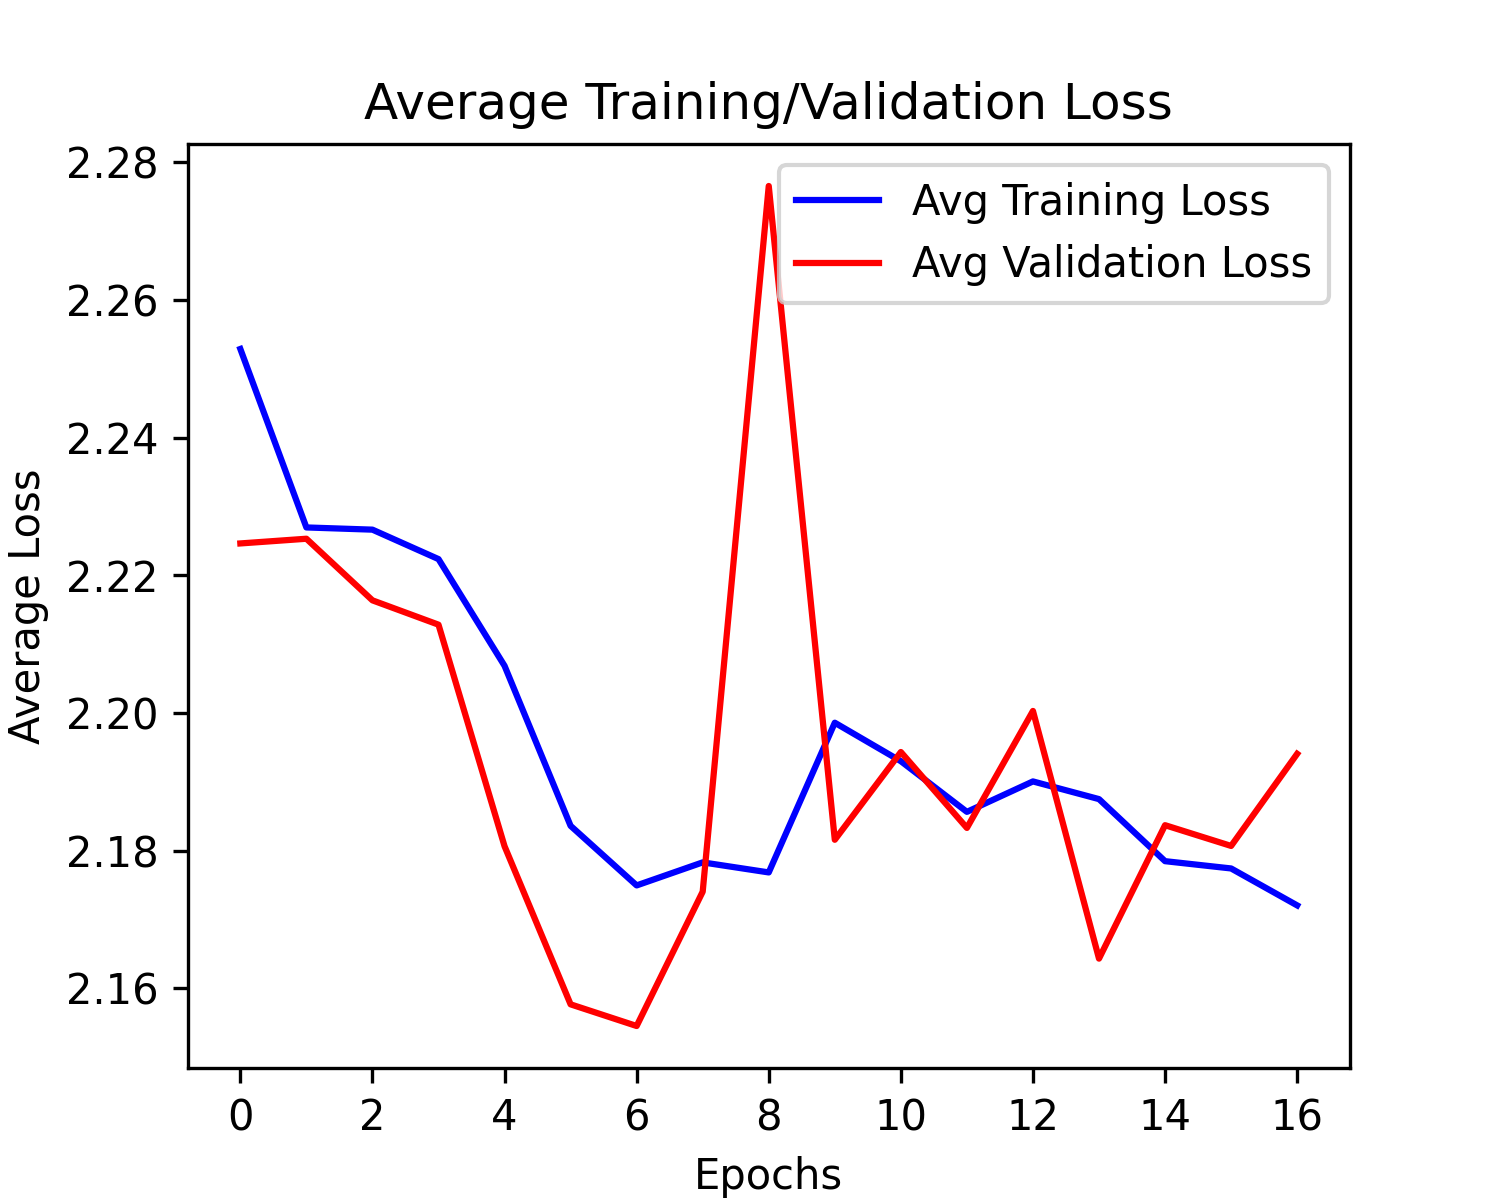 Average Training/Validation Loss
2.28
2.26
2.24
2.22
2.20
2.18
2.16
Average Loss
Avg Training Loss
Avg Validation Loss
0 2 4 6 8 10 12 14 16
Epochs